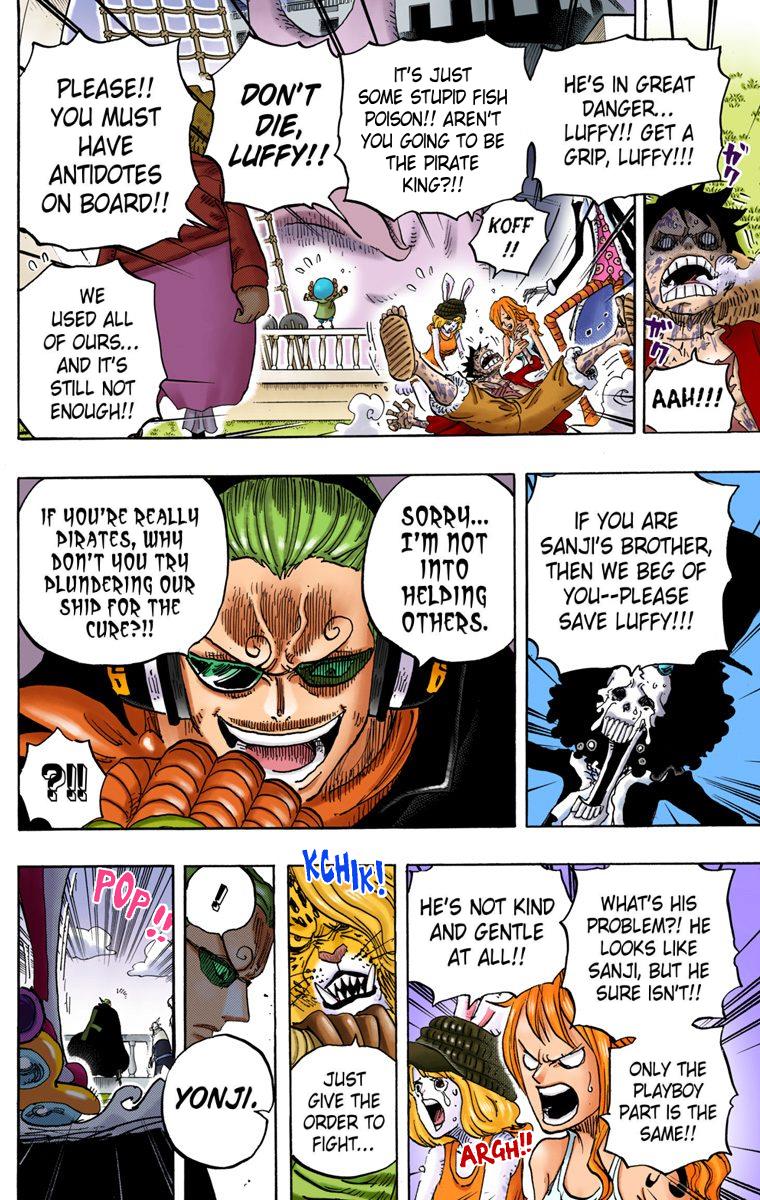 HE'S IN GREAT
DANGER...
LUFFY!! GET A
GRIP, LUFFY!!!
ガク
ガク
AAH!!!
IT'S JUST
SOME STUPID FISH
POISON!! AREN'T
YOU GOING TO BE
THE PIRATE
KING?!!
KOFF
!!
DON'T
DIE,
LUFFY!!
PLEASE!!
YOU MUST
HAVE
ANTIDOTES
ON BOARD!!
WE
USED ALL
OF OURS...
AND IT'S
STILL NOT
ENOUGH!!
IF YOU ARE
SANJI'S BROTHER,
THEN WE BEG OF
YOU--PLEASE
SAVE LUFFY!!!
SORRY...
I'M NOT
INTO
HELPING
OTHERS.
IF YOU'RE REALLY
PIRATES, WHY
DON'T YOU TRY
PLUNDERING OUR
SHIP FOR THE
CURE?!!
?!!
WHAT'S HIS
PROBLEM?! HE
LOOKS LIKE
SANJI, BUT HE
SURE ISN'T!!
ONLY THE
PLAYBOY
PART IS THE
SAME!!
HE'S NOT KIND
AND GENTLE
AT ALL!!
ARGH!!
KCHIK!
JUST
GIVE THE
ORDER TO
FIGHT...
!
YONJI.
POP!!